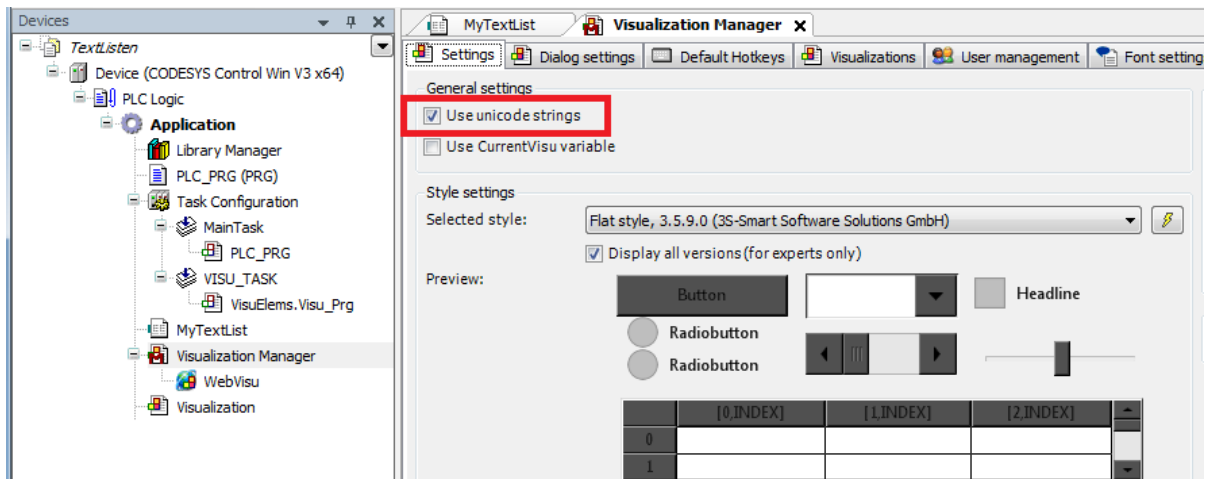 Devices
TextListen
Device (CODESYS Control Win V3 x64)
PLC Logic
Application
Library Manager
PLC_PRG (PRG)
Task Configuration
MainTask
PLC_PRG
VISU_TASK
VisuElems.Visu_Prg
MyTextList
Visualization Manager
WebVisu
Visualization
MyTextList Visualization Manager
Settings Dialog settings Default Hotkeys Visualizations User management Font setting
General settings
Use unicode strings
Use CurrentVisu variable
Style settings
Selected style: Flat style, 3.5.9.0 (3S-Smart Software Solutions GmbH)
Display all versions (for experts only)
Preview:
Button Headline
Radiobutton
Radiobutton
[0,INDEX] [1,INDEX] [2,INDEX]
0
1